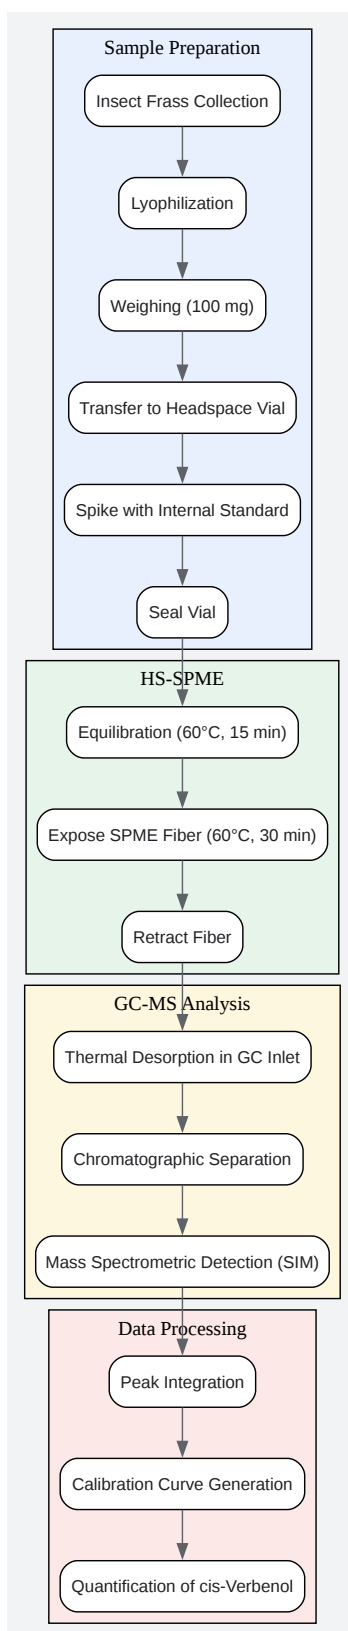 Sample Preparation
Insect Frass Collection
Lyophilization
Weighing (100 mg)
Transfer to Headspace Vial
Spike with Internal Standard
Seal Vial
HS-SPME
Equilibration (60°C, 15 min)
Expose SPME Fiber (60°C, 30 min)
Retract Fiber
GC-MS Analysis
Thermal Desorption in GC Inlet
Chromatographic Separation
Mass Spectrometric Detection (SIM)
Data Processing
Peak Integration
Calibration Curve Generation
Quantification of cis-Verbenol